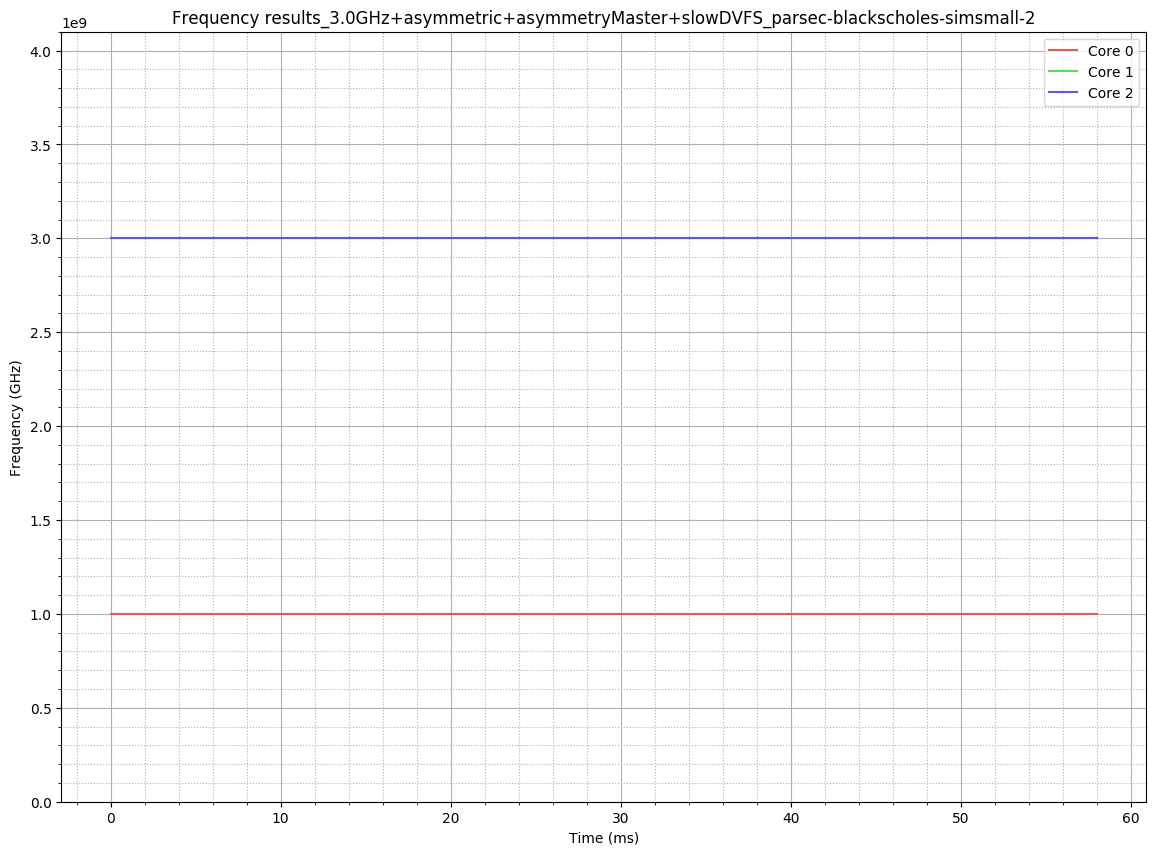 Frequency results_3.0GHz+asymmetric+asymmetryMaster+slowDVFS_parsec-blackscholes-simsmall-2
1e9
Core 0
Core 1
Core 2
4.0
3.5
3.0
2.5
2.0
1.5
1.0
0.5
0.0
Frequency (GHz)
0 10 20 30 40 50 60
Time (ms)